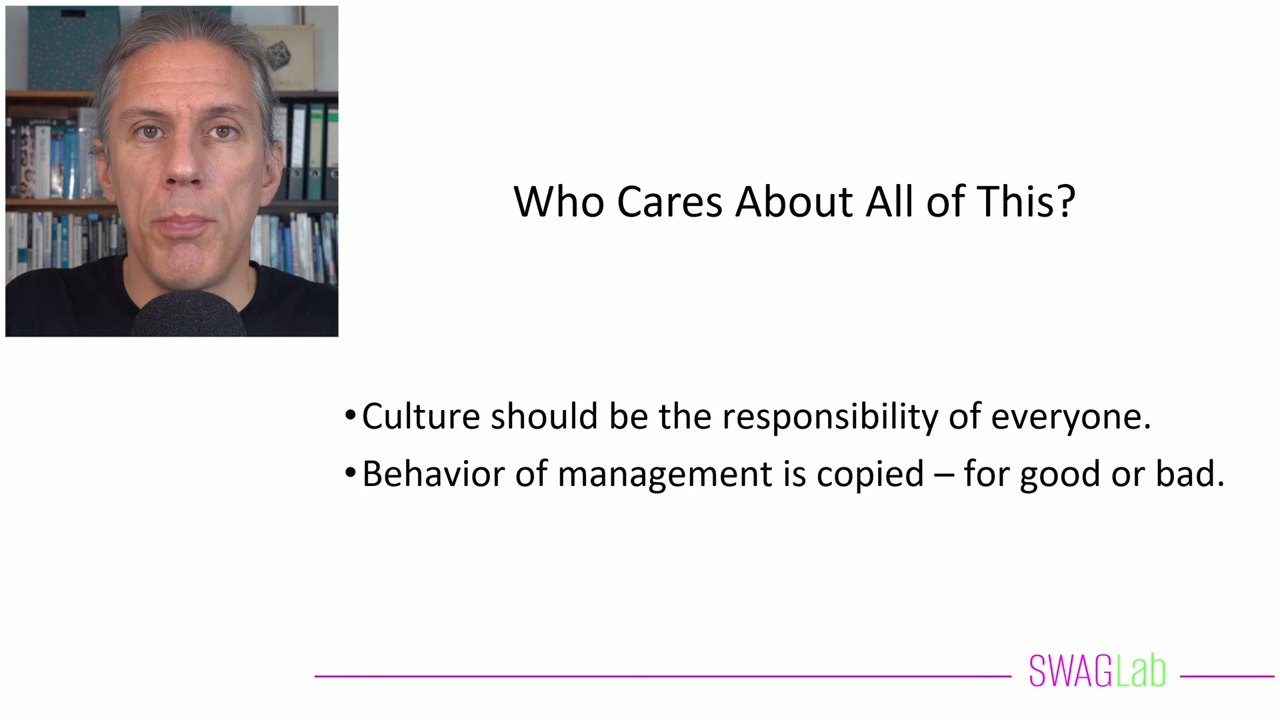 Who Cares About All of This?
•Culture should be the responsibility of everyone.
•Behavior of management is copied – for good or bad.
SWAGLab